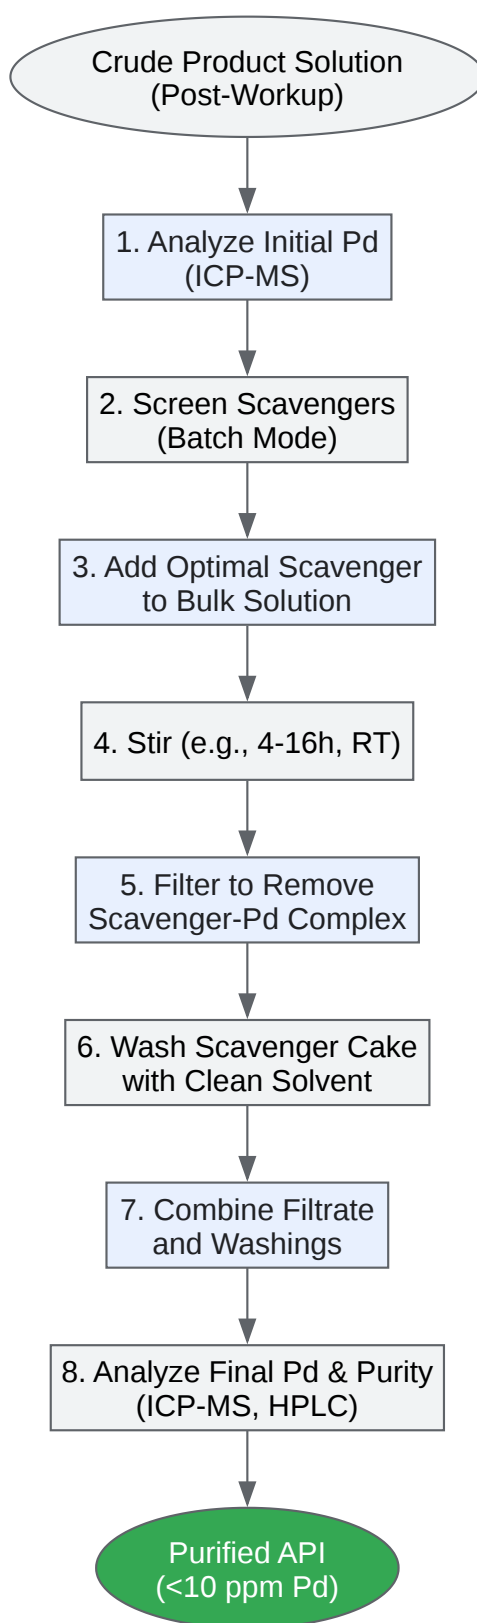 Crude Product Solution
(Post-Workup)
1. Analyze Initial Pd
(ICP-MS)
2. Screen Scavengers
(Batch Mode)
3. Add Optimal Scavenger
to Bulk Solution
4. Stir (e.g., 4-16h, RT)
5. Filter to Remove
Scavenger-Pd Complex
6. Wash Scavenger Cake
with Clean Solvent
7. Combine Filtrate
and Washings
8. Analyze Final Pd & Purity
(ICP-MS, HPLC)
Purified API
(<10 ppm Pd)